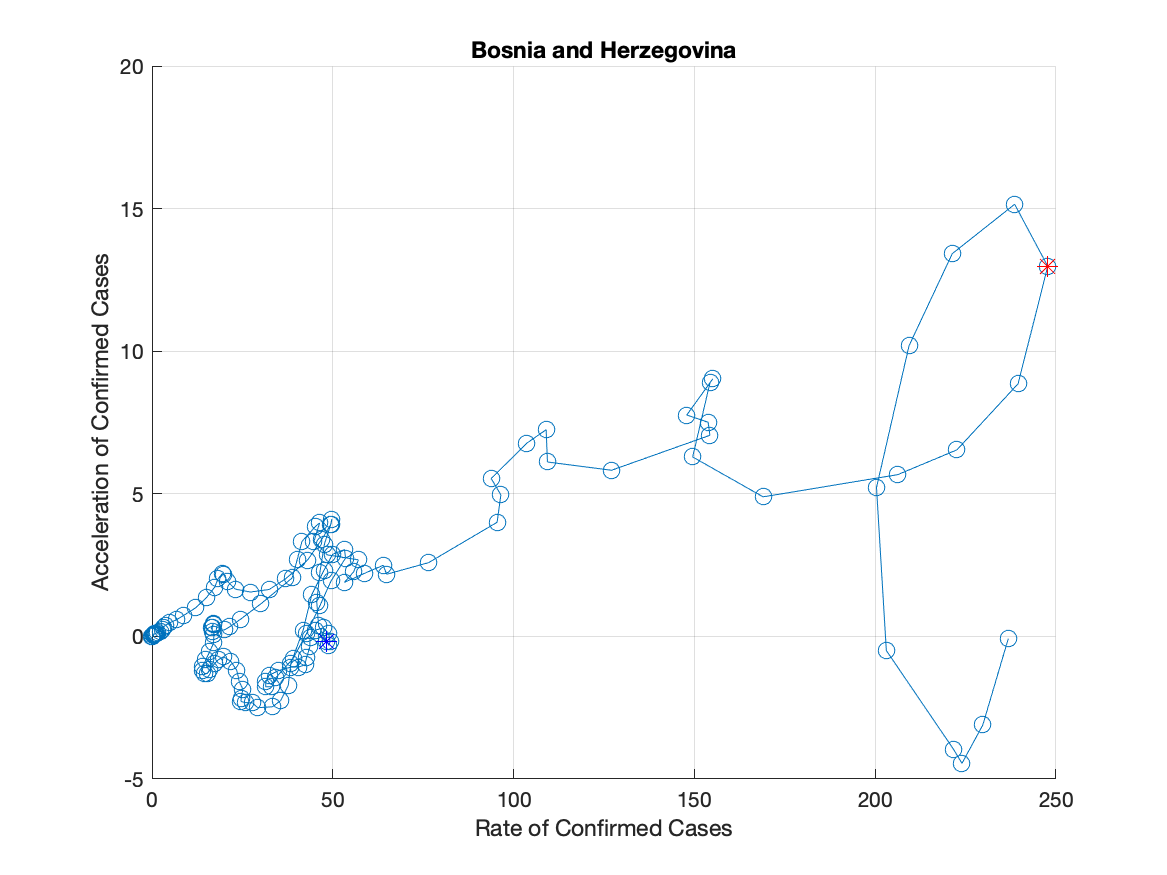 Bosnia and Herzegovina
20
15
10
5
0
-5
Acceleration of Confirmed Cases
0 50 100 150 200 250
Rate of Confirmed Cases